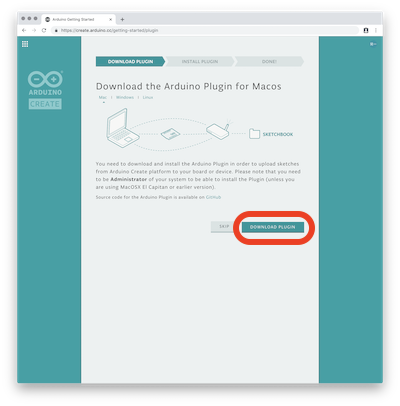 Arduino Getting Started
https://create.arduino.cc/getting-started/plugin
ARDUINO
CREATE
DOWNLOAD PLUGIN
INSTALL PLUGIN
DONE!
Download the Arduino Plugin for Macos
Mac | Windows | Linux
SKETCHBOOK
You need to download and install the Arduino Plugin in order to upload sketches
from Arduino Create platform to your board or device. Please note that you need
to be Administrator of your system to be able to install the Plugin (unless you
are using MacOSX El Capitan or earlier version).
Source code for the Arduino Plugin is available on GitHub
SKIP
DOWNLOAD PLUGIN